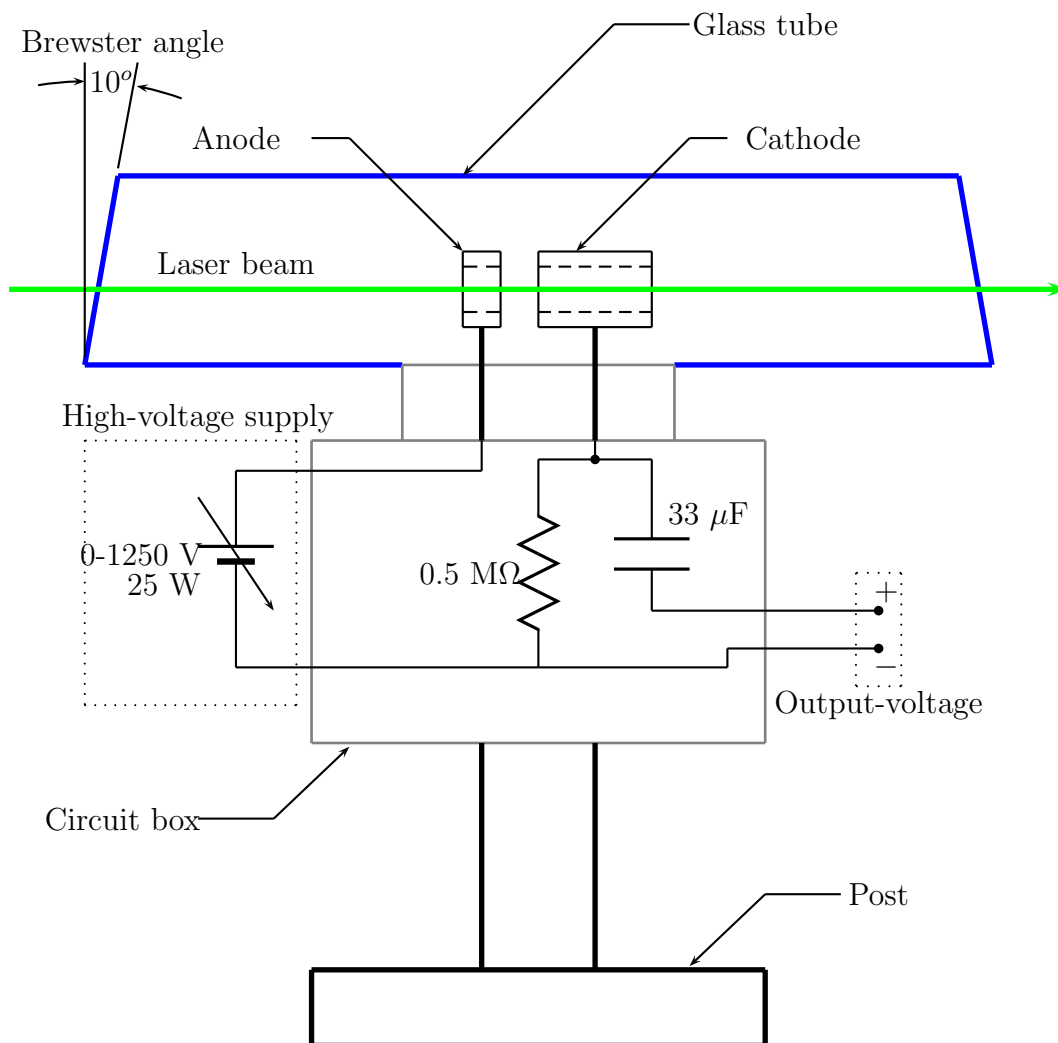 Glass tube
Brewster angle
10º
Anode
Cathode
Laser beam
High-voltage supply
33 μF
0-1250 V
25 W
0.5 MΩ
+
−
Output-voltage
Circuit box
Post